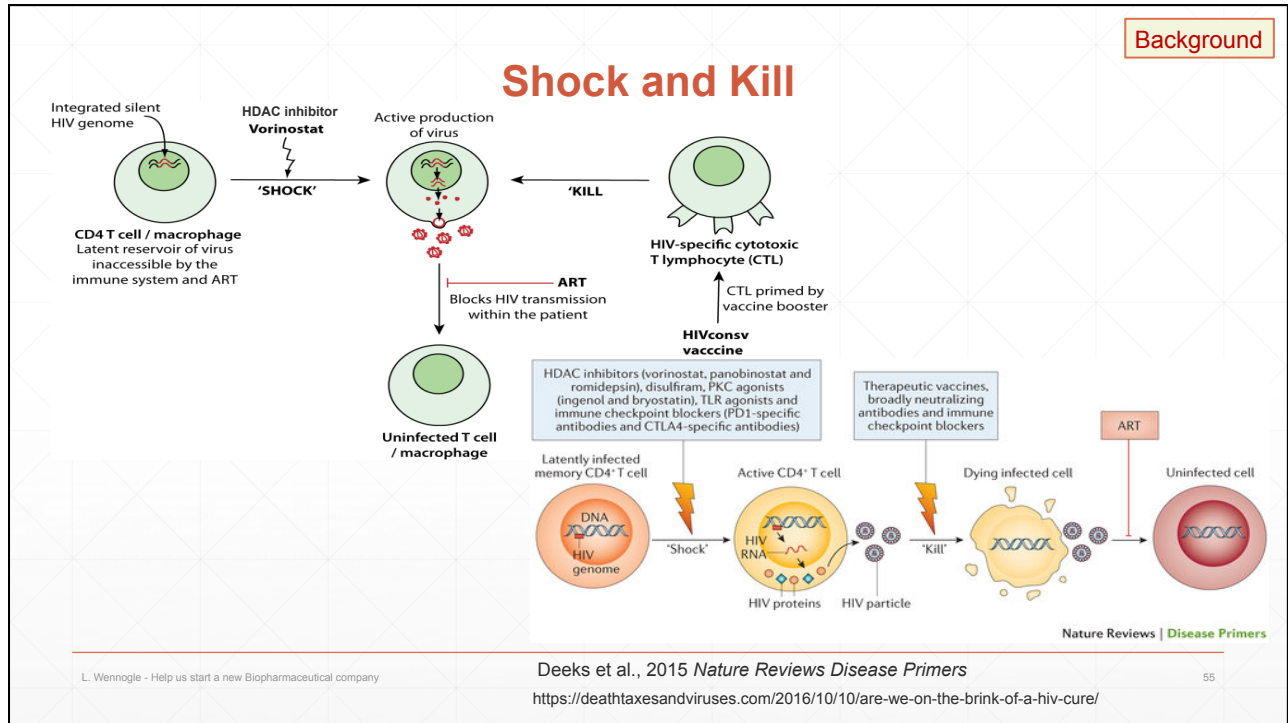 Background
Shock and Kill
Integrated silent
HIV genome
HDAC inhibitor
Vorinostat
Active production
of virus
'SHOCK'
'KILL
CD4 T cell / macrophage
Latent reservoir of virus
inaccessible by the
immune system and ART
HIV-specific cytotoxic
T lymphocyte (CTL)
ART
Blocks HIV transmission
within the patient
CTL primed by
vaccine booster
HIVconsv
vacccine
Uninfected T cell
/ macrophage
HDAC inhibitors (vorinostat, panobinostat and
romidepsin), disulfiram, PKC agonists
(ingenol and bryostatin), TLR agonists and
immune checkpoint blockers (PD1-specific
antibodies and CTLA4-specific antibodies)
Therapeutic vaccines,
broadly neutralizing
antibodies and immune
checkpoint blockers
ART
Latently infected
memory CD4⁺ T cell
Active CD4⁺ T cell
Dying infected cell
Uninfected cell
DNA
HIV
genome
'Shock'
HIV
RNA
'Kill'
HIV proteins
HIV particle
Nature Reviews | Disease Primers
L. Wennogle - Help us start a new Biopharmaceutical company
Deeks et al., 2015 Nature Reviews Disease Primers
55
https://deathtaxesandviruses.com/2016/10/10/are-we-on-the-brink-of-a-hiv-cure/